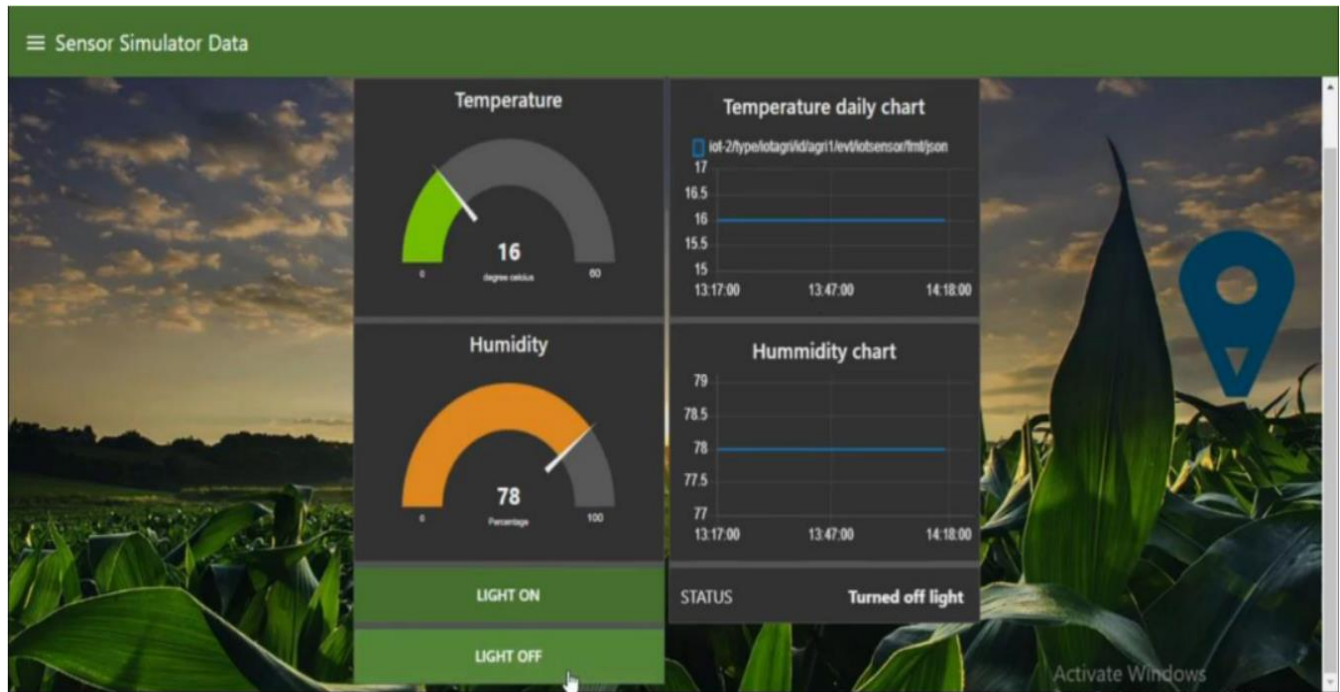 Sensor Simulator Data
Temperature
16
degree celsius
0
60
Temperature daily chart
iot-2/type/iotagri/id/agri1/evt/iotsensor/fmt/json
17
16.5
16
15.5
15
13:17:00 13:47:00 14:18:00
Humidity
78
Percentage
0
100
Hummidity chart
79
78.5
78
77.5
77
13:17:00 13:47:00 14:18:00
LIGHT ON
STATUS Turned off light
LIGHT OFF
Activate Windows